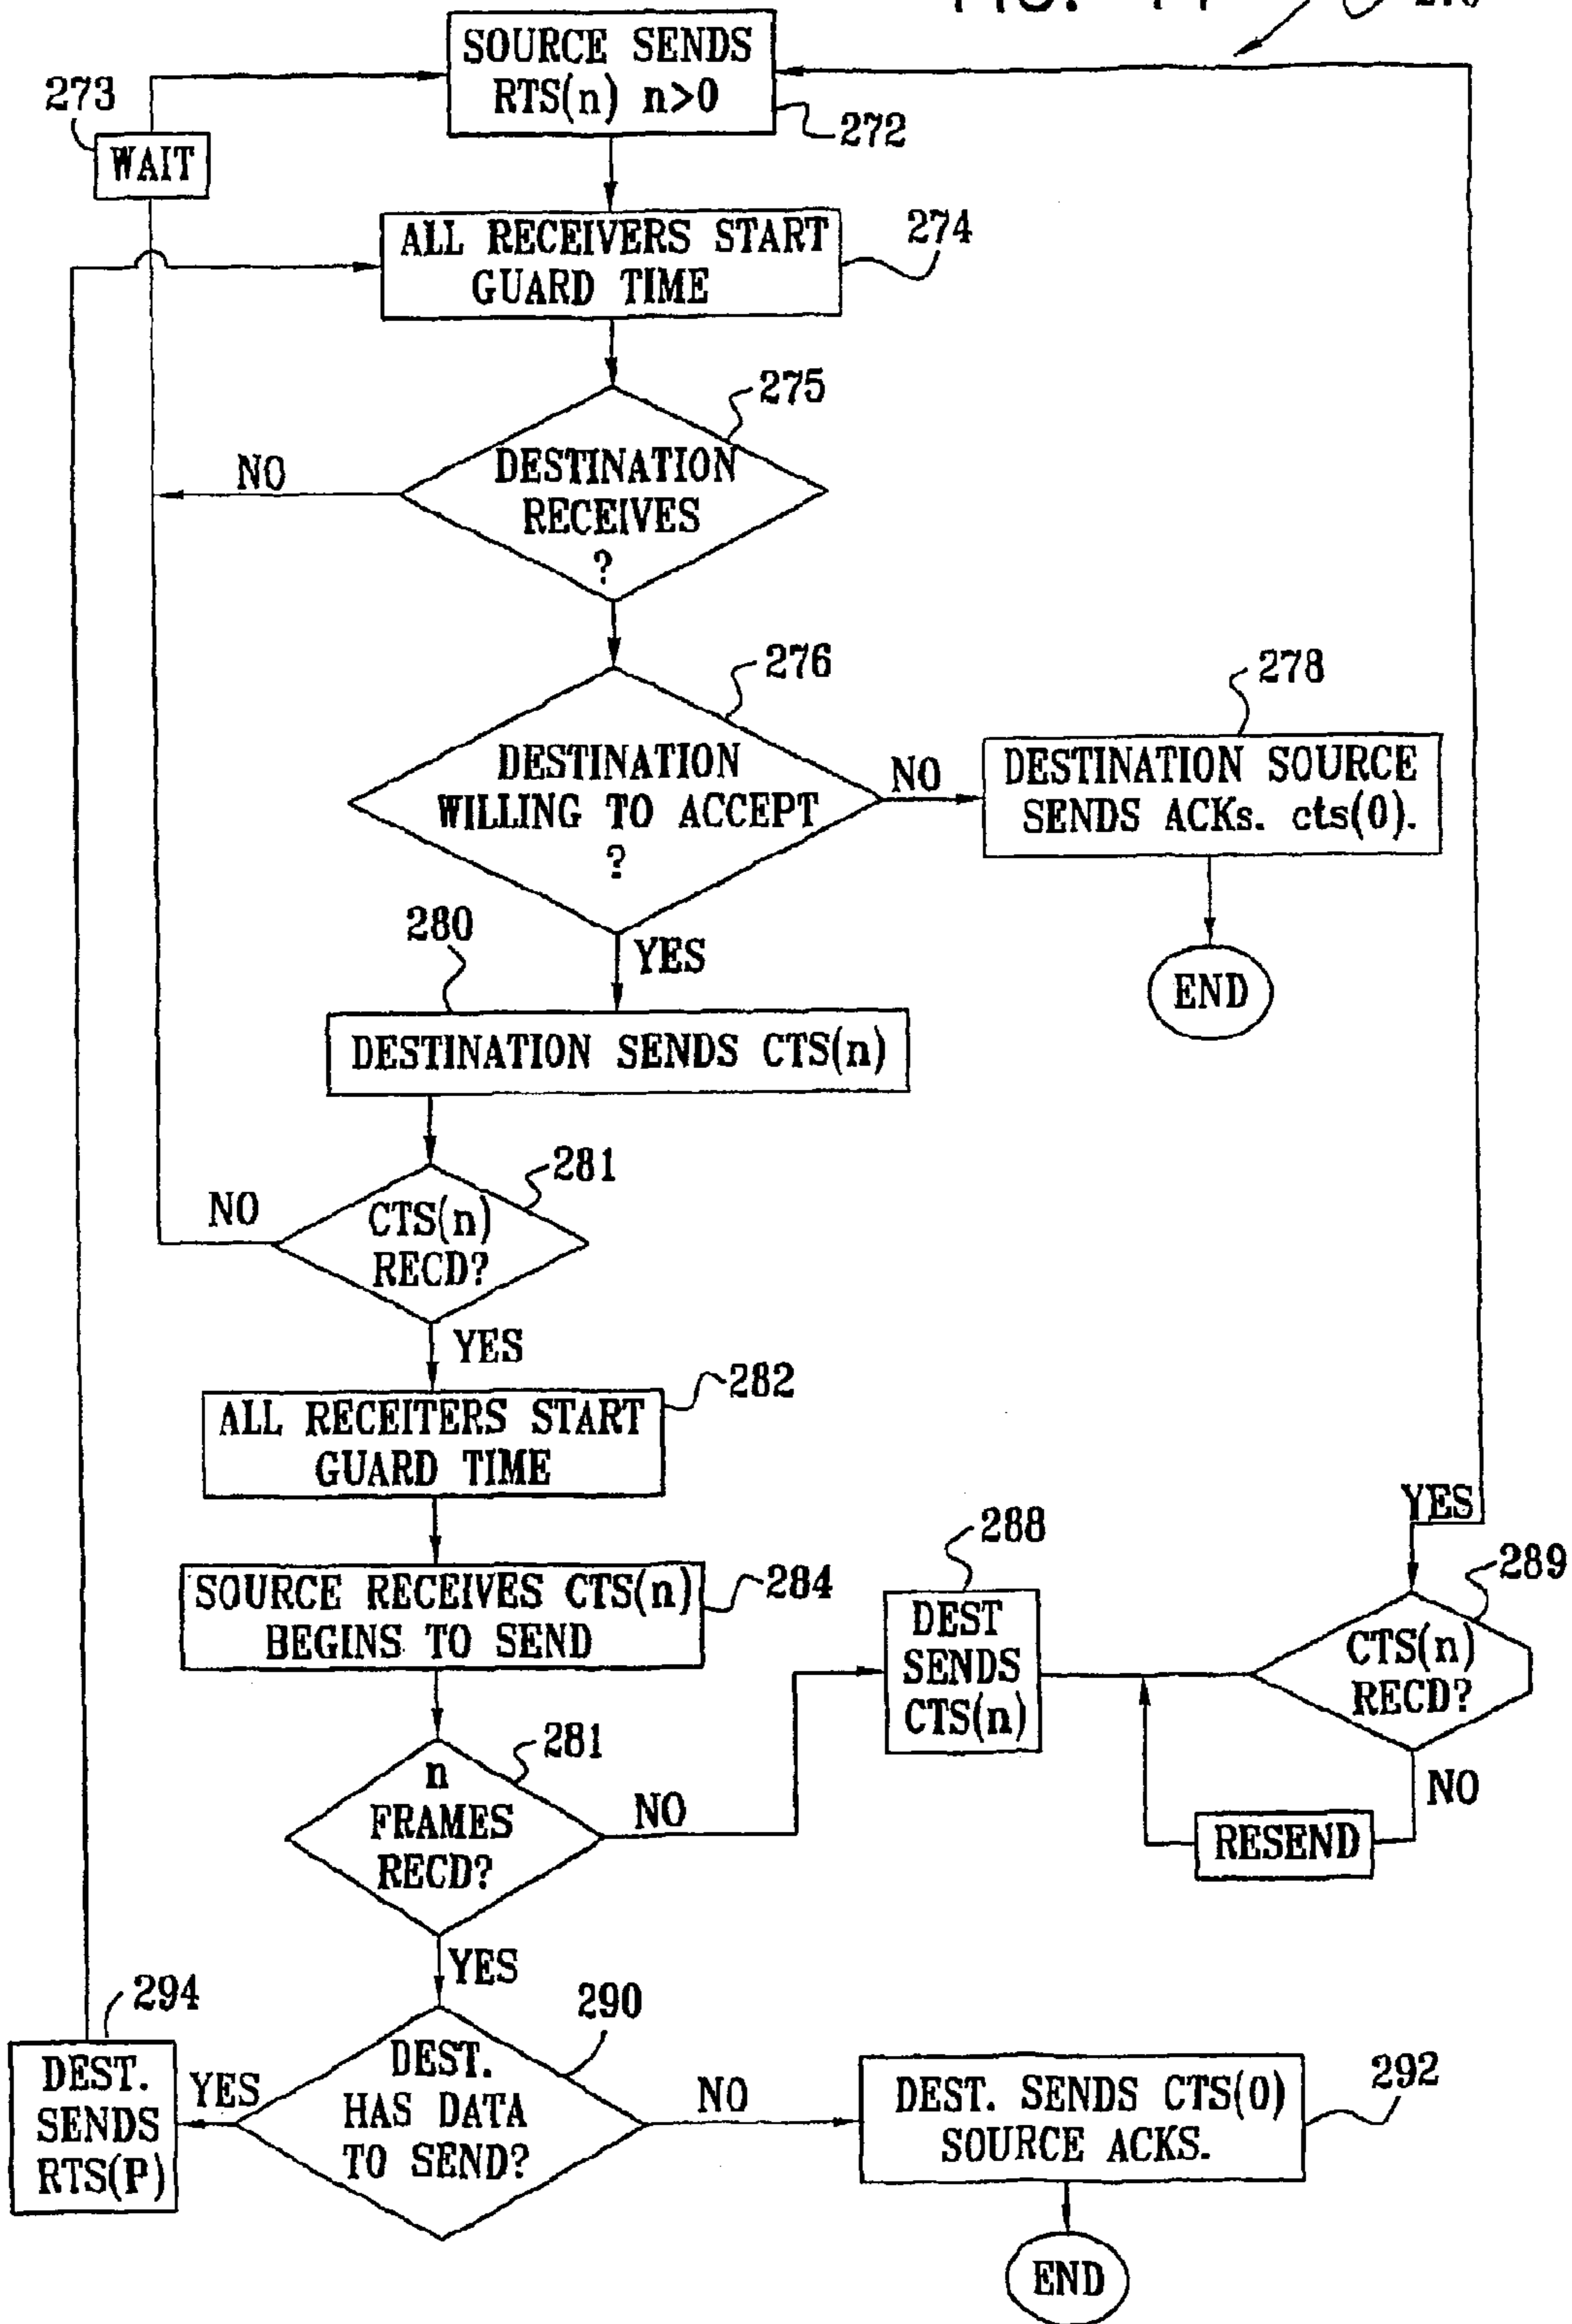 SOURCE SENDS
RTS(n) n>0
272
273
WAIT
ALL RECEIVERS START
GUARD TIME
274
275
DESTINATION
RECEIVES
?
NO
276
DESTINATION
WILLING TO ACCEPT
?
NO
278
DESTINATION SOURCE
SENDS ACKs. cts(0).
END
YES
280
DESTINATION SENDS CTS(n)
281
CTS(n)
RECD?
NO
YES
282
ALL RECEITERS START
GUARD TIME
SOURCE RECEIVES CTS(n)
BEGINS TO SEND
284
288
DEST
SENDS
CTS(n)
YES
289
CTS(n)
RECD?
NO
RESEND
281
n
FRAMES
RECD?
NO
YES
290
DEST.
HAS DATA
TO SEND?
YES
294
DEST.
SENDS
RTS(P)
NO
DEST. SENDS CTS(0)
SOURCE ACKS.
292
END